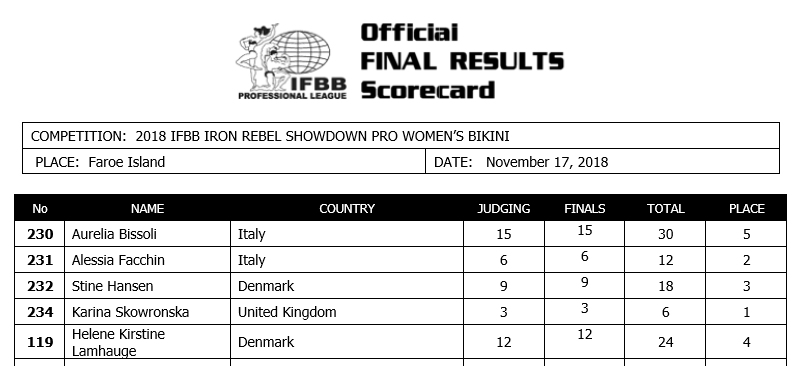 Official
FINAL RESULTS
Scorecard
IFBB
PROFESSIONAL LEAGUE
COMPETITION: 2018 IFBB IRON REBEL SHOWDOWN PRO WOMEN'S BIKINI
PLACE: Faroe Island DATE: November 17, 2018
No NAME COUNTRY JUDGING FINALS TOTAL PLACE
230 Aurelia Bissoli Italy 15 15 30 5
231 Alessia Facchin Italy 6 6 12 2
232 Stine Hansen Denmark 9 9 18 3
234 Karina Skowronska United Kingdom 3 3 6 1
119 Helene Kirstine Lamhauge Denmark 12 12 24 4